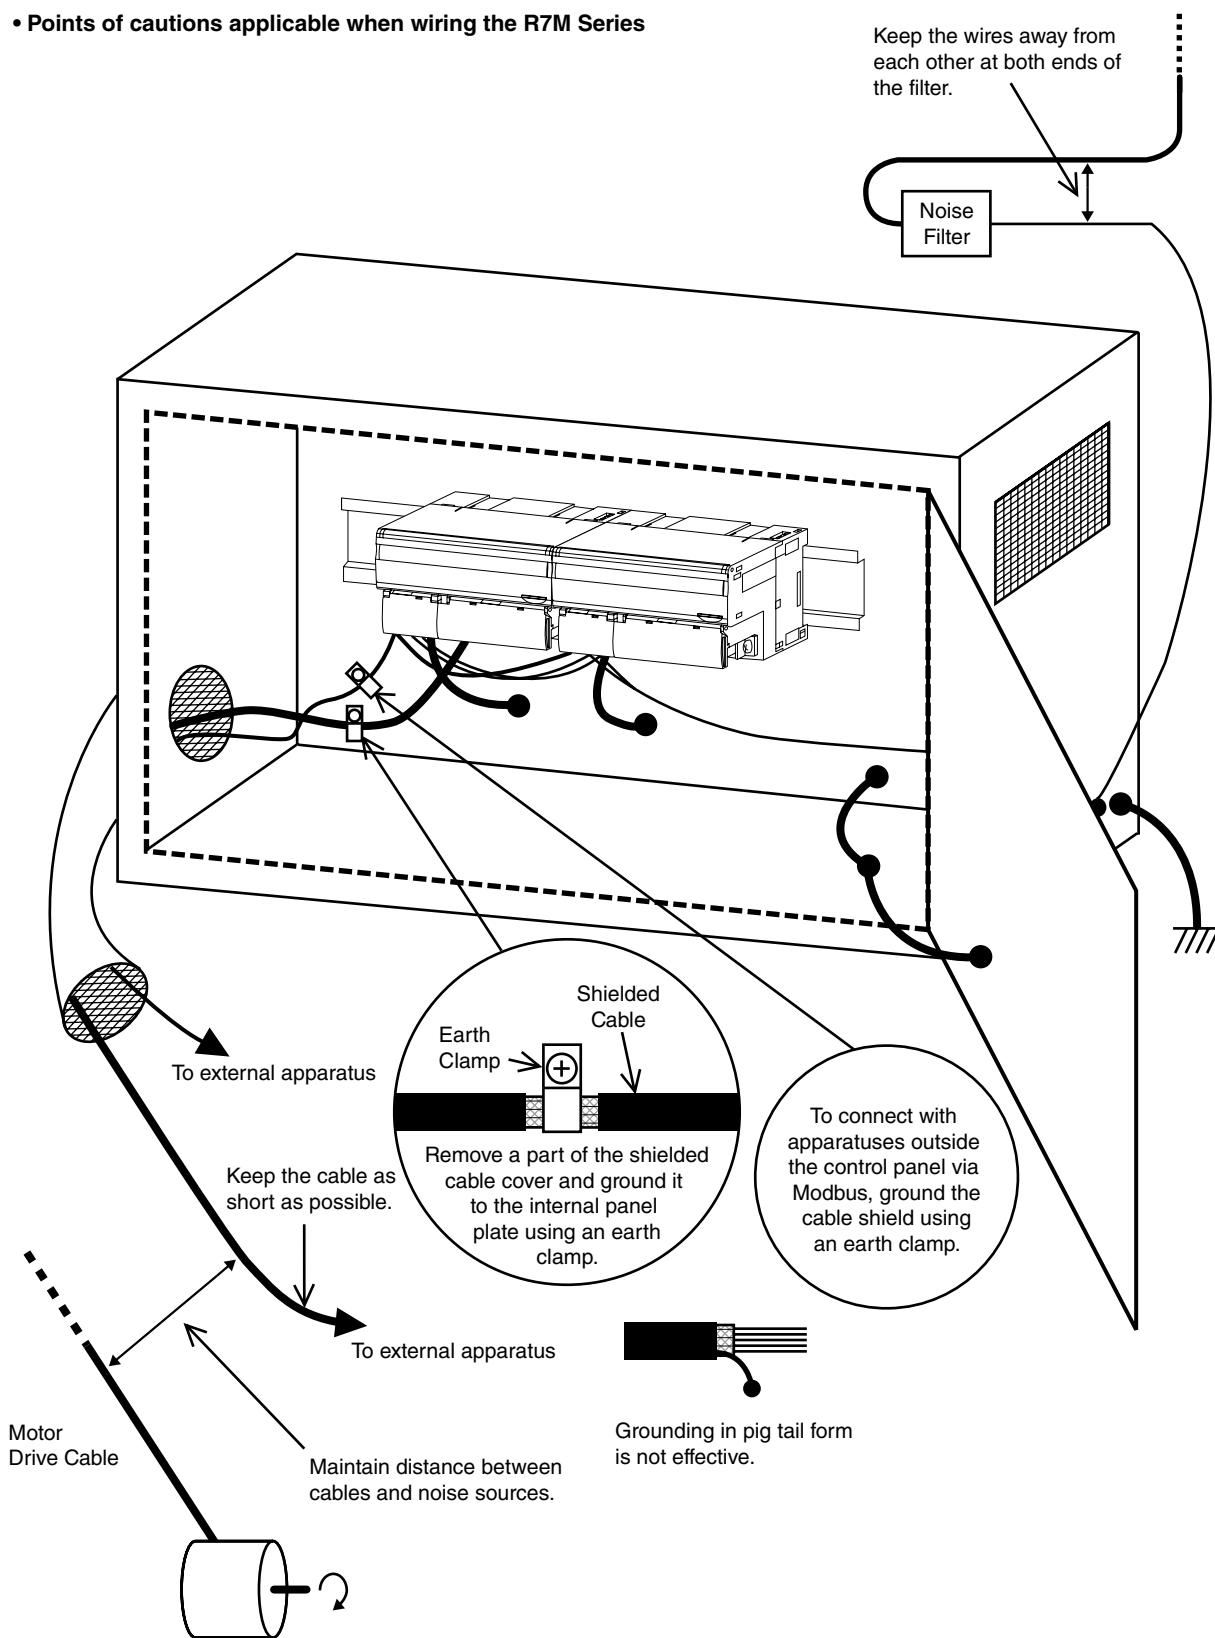 • Points of cautions applicable when wiring the R7M Series
Keep the wires away from
each other at both ends of
the filter.
Noise
Filter
Shielded
Cable
Earth
Clamp
To external apparatus
Remove a part of the shielded
cable cover and ground it
to the internal panel
plate using an earth
clamp.
To connect with
apparatuses outside
the control panel via
Modbus, ground the
cable shield using
an earth clamp.
Keep the cable as
short as possible.
To external apparatus
Motor
Drive Cable
Maintain distance between
cables and noise sources.
Grounding in pig tail form
is not effective.